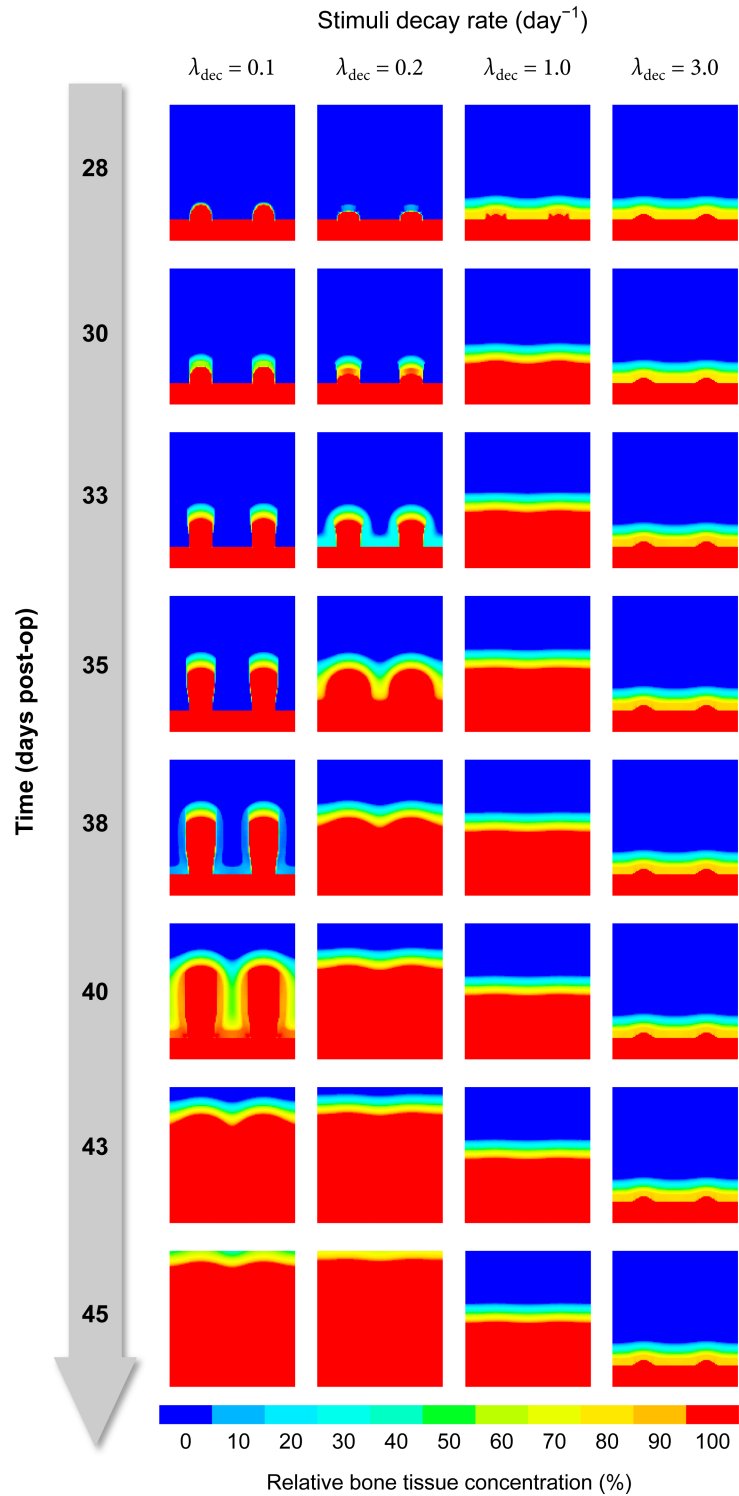 Stimuli decay rate (day⁻¹)
λdec = 0.1 λdec = 0.2 λdec = 1.0 λdec = 3.0
Time (days post-op)
28
30
33
35
38
40
43
45
0 10 20 30 40 50 60 70 80 90 100
Relative bone tissue concentration (%)